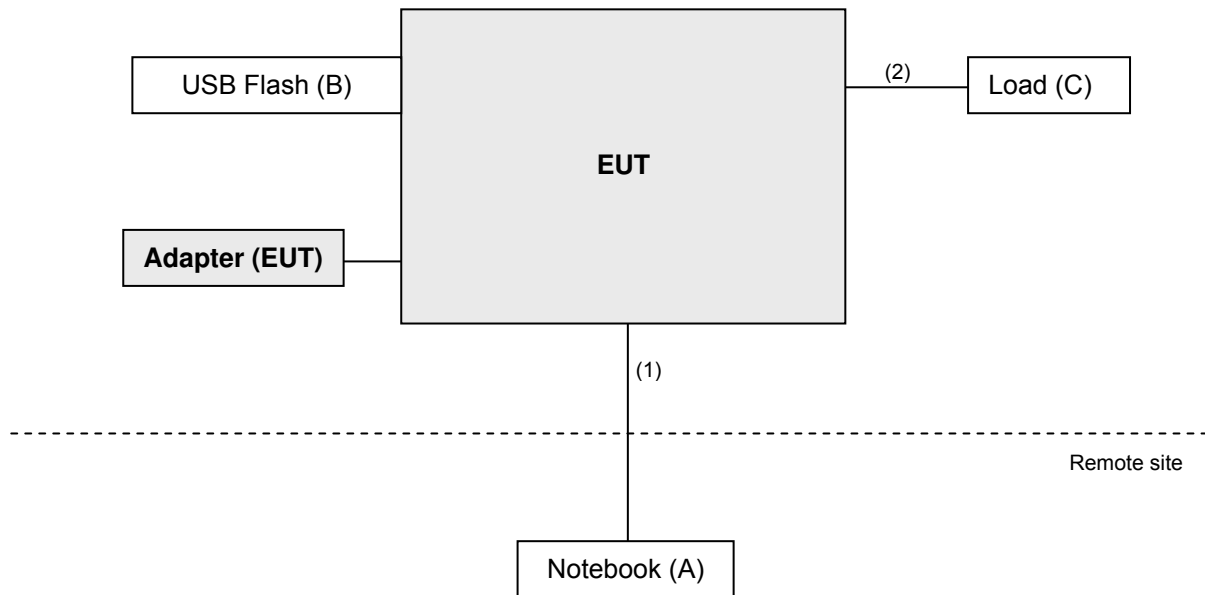 USB Flash (B)
(2)
Load (C)
EUT
Adapter (EUT)
(1)
Remote site
Notebook (A)